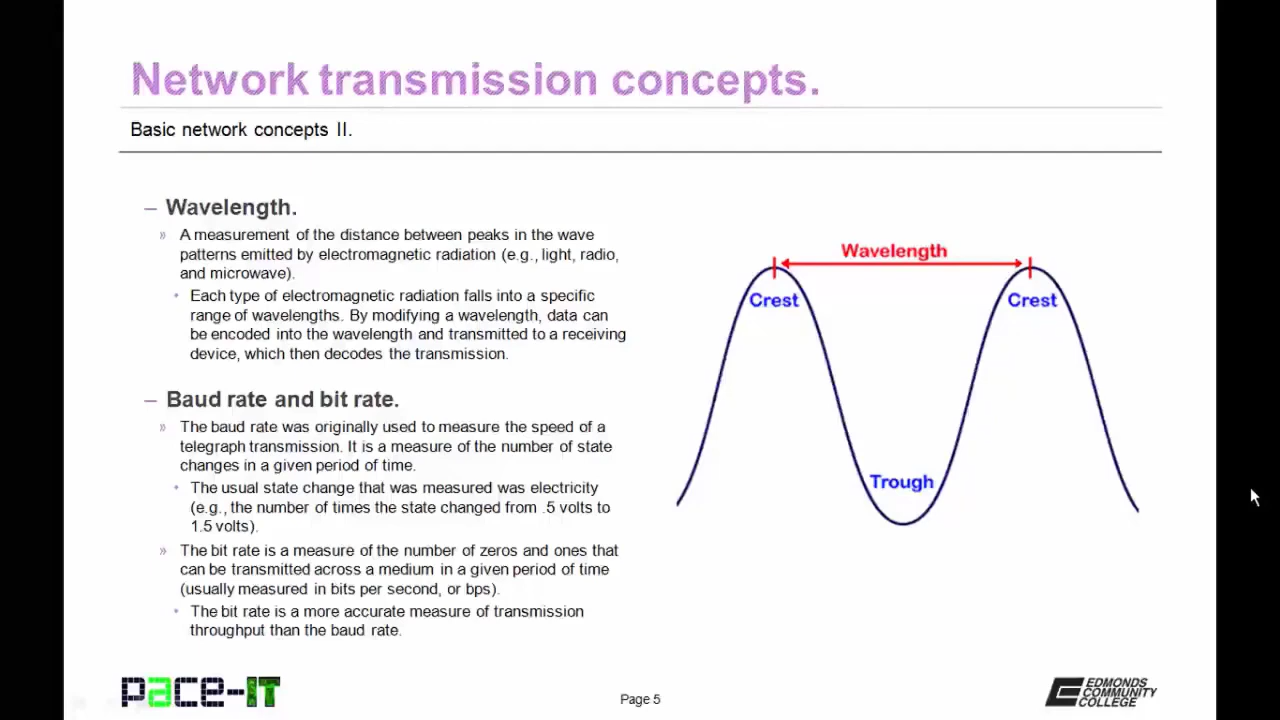 Network transmission concepts.
Basic network concepts II.
– Wavelength.
» A measurement of the distance between peaks in the wave
patterns emitted by electromagnetic radiation (e.g., light, radio,
and microwave).
• Each type of electromagnetic radiation falls into a specific
range of wavelengths. By modifying a wavelength, data can
be encoded into the wavelength and transmitted to a receiving
device, which then decodes the transmission.
– Baud rate and bit rate.
» The baud rate was originally used to measure the speed of a
telegraph transmission. It is a measure of the number of state
changes in a given period of time.
• The usual state change that was measured was electricity
(e.g., the number of times the state changed from .5 volts to
1.5 volts).
» The bit rate is a measure of the number of zeros and ones that
can be transmitted across a medium in a given period of time
(usually measured in bits per second, or bps).
• The bit rate is a more accurate measure of transmission
throughput than the baud rate.
Wavelength
Crest
Crest
Trough
pace-IT
Page 5
EDMONDS
COMMUNITY
COLLEGE